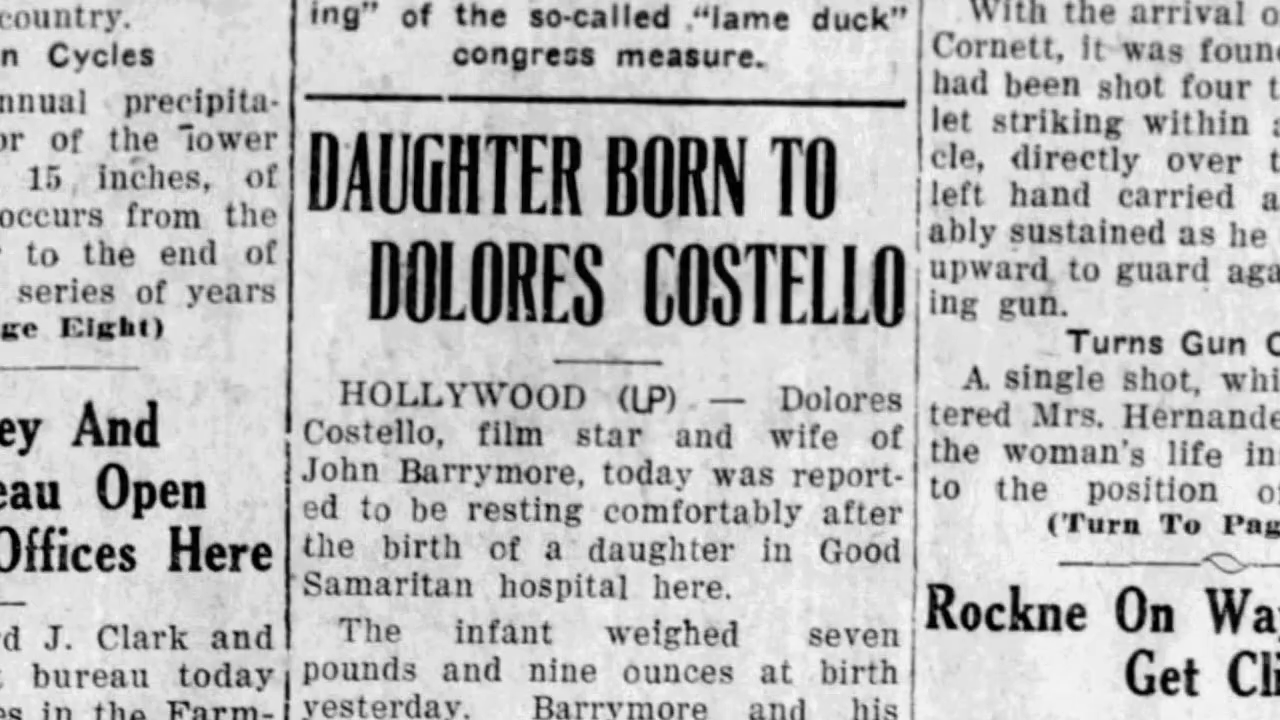 country.
n Cycles
nnual precipita-
or of the lower
15 inches, of
occurs from the
to the end of
series of years
ge Eight)
ey And
eau Open
Offices Here
rd J. Clark and
bureau today
es in the Farm-
ing" of the so-called "lame duck"
congress measure.
DAUGHTER BORN TO
DOLORES COSTELLO
HOLLYWOOD (UP) — Dolores
Costello, film star and wife of
John Barrymore, today was report-
ed to be resting comfortably after
the birth of a daughter in Good
Samaritan hospital here.
The infant weighed seven
pounds and nine ounces at birth
yesterday. Barrymore and his
With the arrival o
Cornett, it was foun
had been shot four t
let striking within a
cle, directly over t
left hand carried a
ably sustained as he
upward to guard aga
ing gun.
Turns Gun O
A single shot, whi
tered Mrs. Hernande
the woman's life in
to the position o
(Turn To Pag
Rockne On Wa
Get Cli